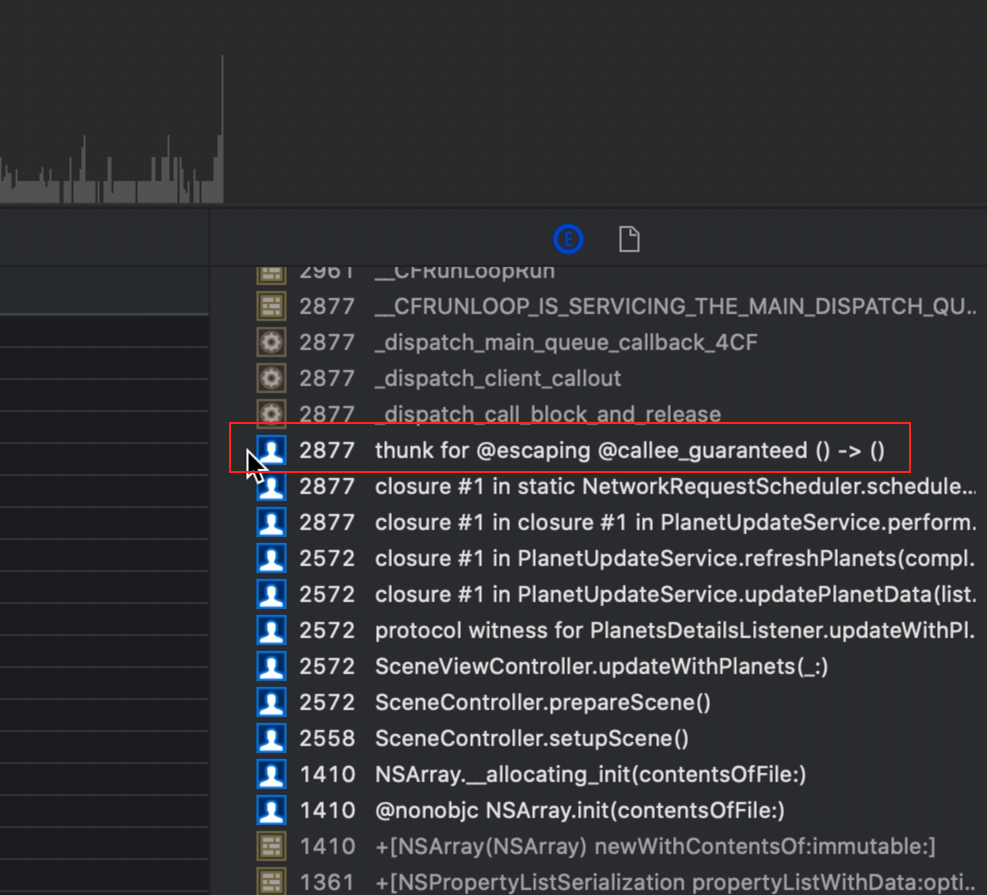 E
2961 __CFRunLoopRun
2877 __CFRUNLOOP_IS_SERVICING_THE_MAIN_DISPATCH_QU..
2877 _dispatch_main_queue_callback_4CF
2877 _dispatch_client_callout
2877 _dispatch_call_block_and_release
2877 thunk for @escaping @callee_guaranteed () -> ()
2877 closure #1 in static NetworkRequestScheduler.schedule...
2877 closure #1 in closure #1 in PlanetUpdateService.perform.
2572 closure #1 in PlanetUpdateService.refreshPlanets(compl.
2572 closure #1 in PlanetUpdateService.updatePlanetData(list.
2572 protocol witness for PlanetsDetailsListener.updateWithPl.
2572 SceneViewController.updateWithPlanets(_:)
2572 SceneController.prepareScene()
2558 SceneController.setupScene()
1410 NSArray.__allocating_init(contentsOfFile:)
1410 @nonobjc NSArray.init(contentsOfFile:)
1410 +[NSArray(NSArray) newWithContentsOf:immutable:]
1361 +[NSPropertyListSerialization propertyListWithData:opti..